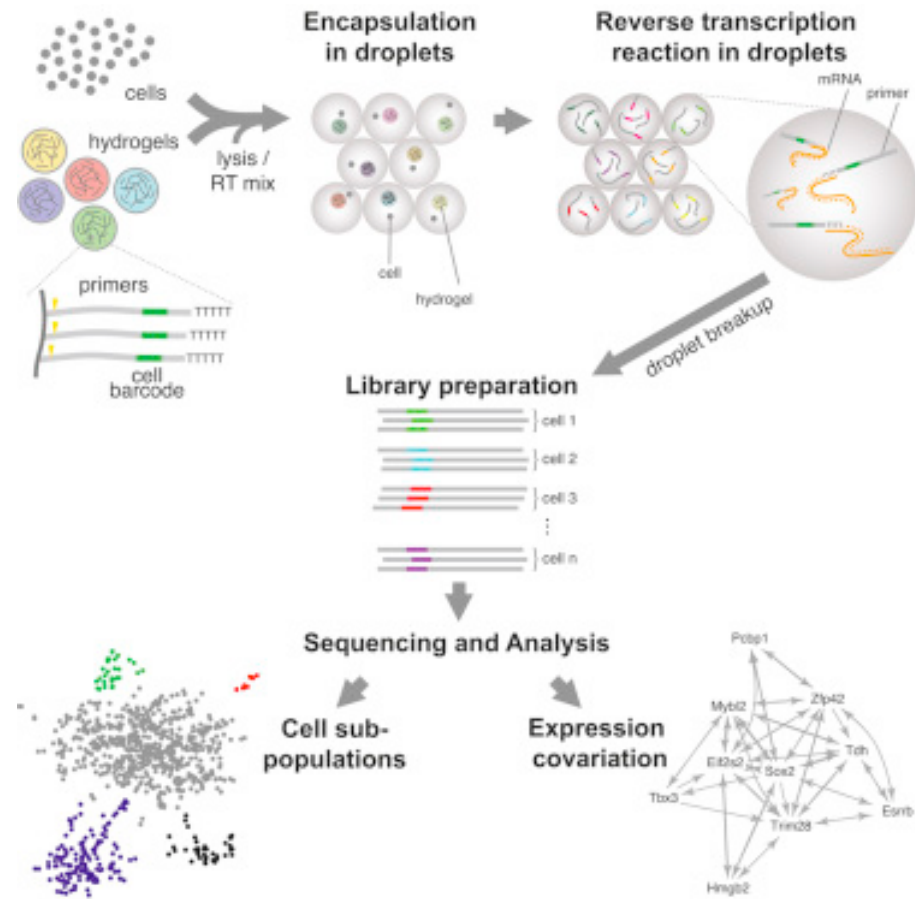 Encapsulation
in droplets
Reverse transcription
reaction in droplets
cells
hydrogels
lysis /
RT mix
mRNA
primer
cell
hydrogel
primers
TTTTT
TTTTT
TTTTT
cell
barcode
droplet breakup
Library preparation
cell 1
cell 2
cell 3
cell n
Sequencing and Analysis
Cell sub-
populations
Expression
covariation
Pcbp1
Mybl2
Zfp42
Eif2s2
Sox2
Tdh
Tbx3
Esrrb
Trim28
Hmgb2